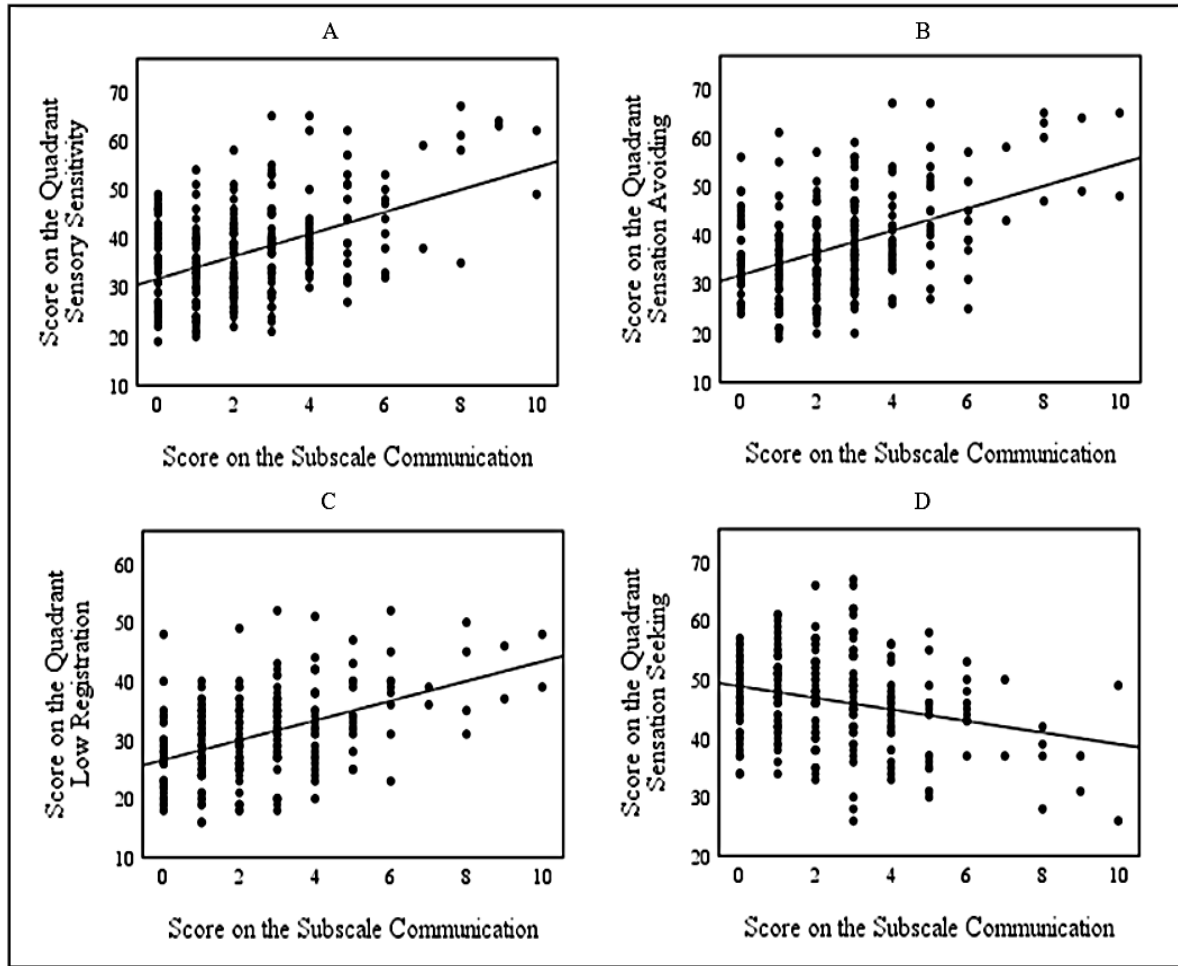 A
Score on the Quadrant
Sensory Sensitivity
70
60
50
40
30
20
10
0 2 4 6 8 10
Score on the Subscale Communication
B
Score on the Quadrant
Sensation Avoiding
70
60
50
40
30
20
10
0 2 4 6 8 10
Score on the Subscale Communication
C
Score on the Quadrant
Low Registration
60
50
40
30
20
10
0 2 4 6 8 10
Score on the Subscale Communication
D
Score on the Quadrant
Sensation Seeking
70
60
50
40
30
20
0 2 4 6 8 10
Score on the Subscale Communication